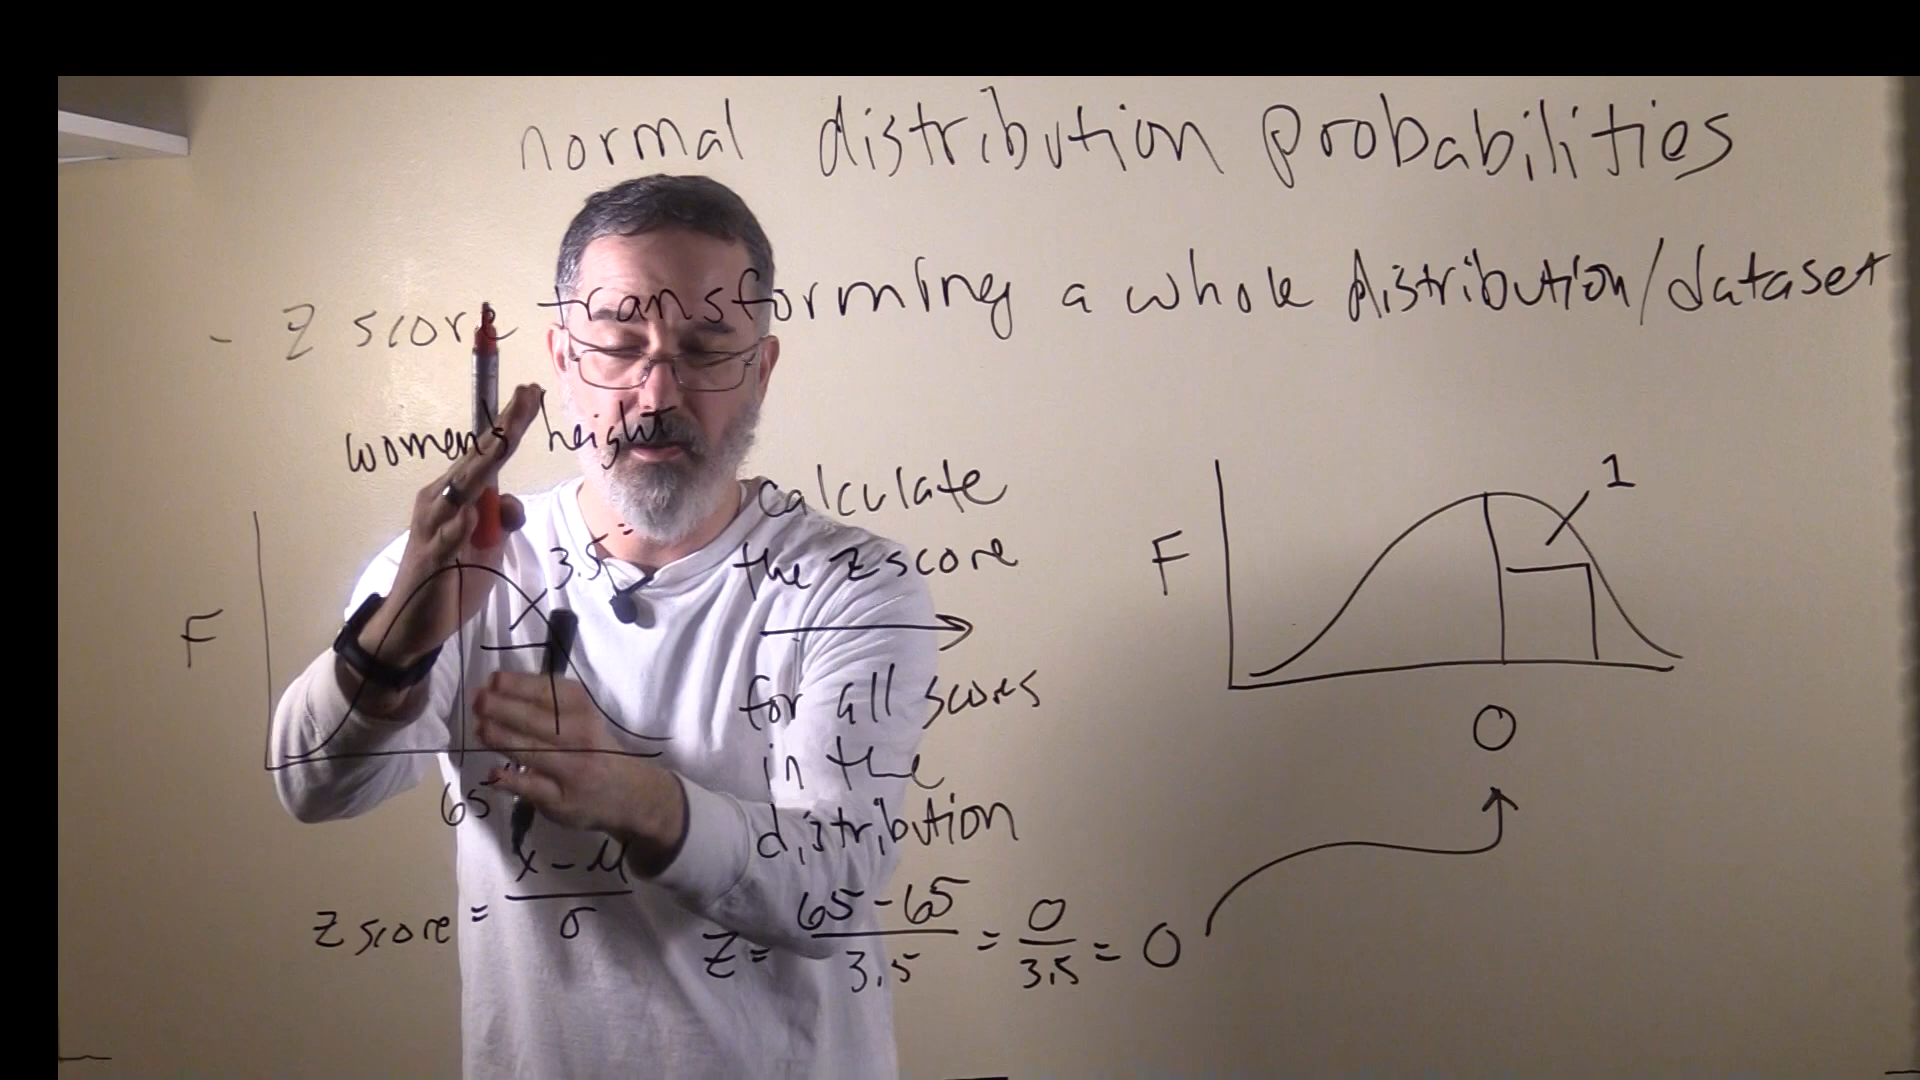 normal distribution probabilities
- z score transforming a whole distribution/dataset
women's height
F
3.5"
65"
z score = x - μ / σ
calculate
the z score
for all scores
in the
distribution
z = 65 - 65 / 3.5 = 0 / 3.5 = 0
F
1
0